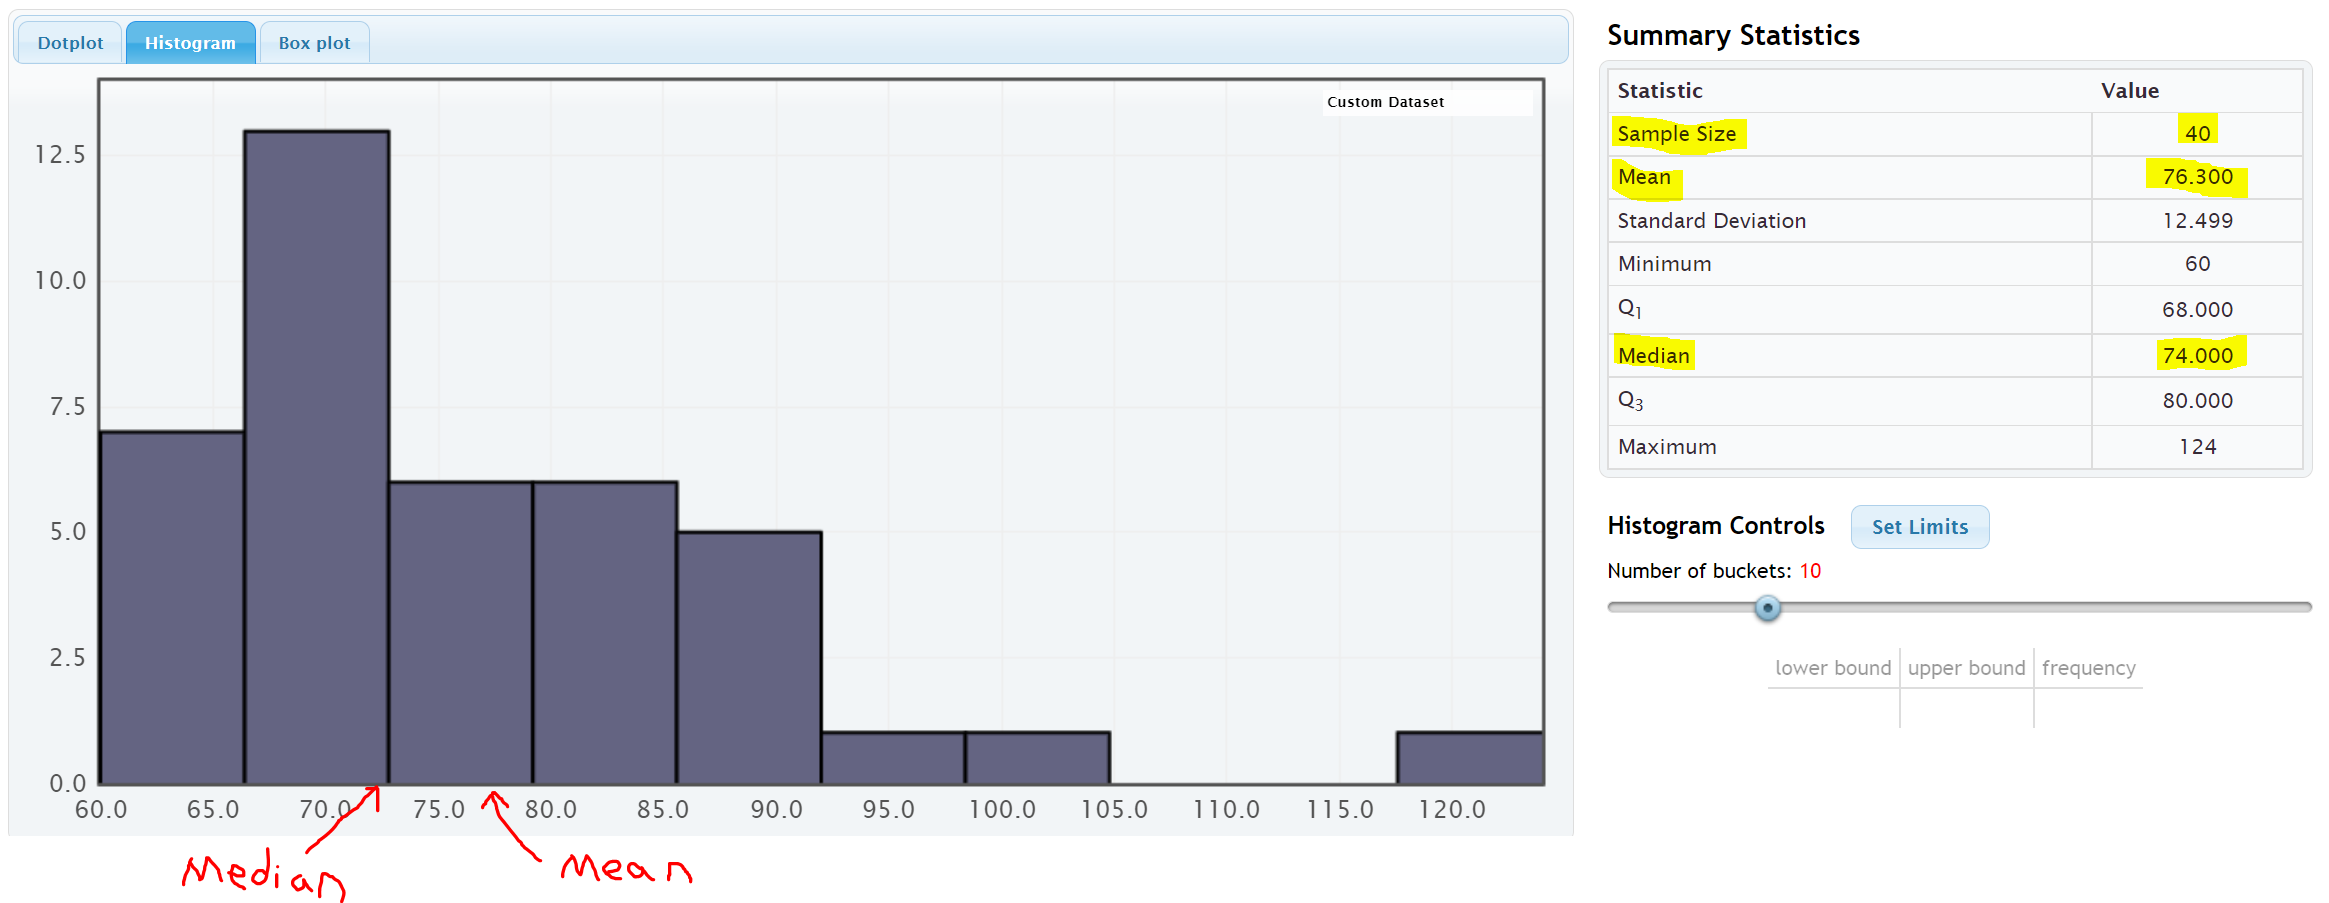 Dotplot Histogram Box plot
Custom Dataset
12.5
10.0
7.5
5.0
2.5
0.0
60.0 65.0 70.0 75.0 80.0 85.0 90.0 95.0 100.0 105.0 110.0 115.0 120.0
Median Mean
Summary Statistics
Statistic Value
Sample Size 40
Mean 76.300
Standard Deviation 12.499
Minimum 60
Q1 68.000
Median 74.000
Q3 80.000
Maximum 124
Histogram Controls Set Limits
Number of buckets: 10
lower bound upper bound frequency